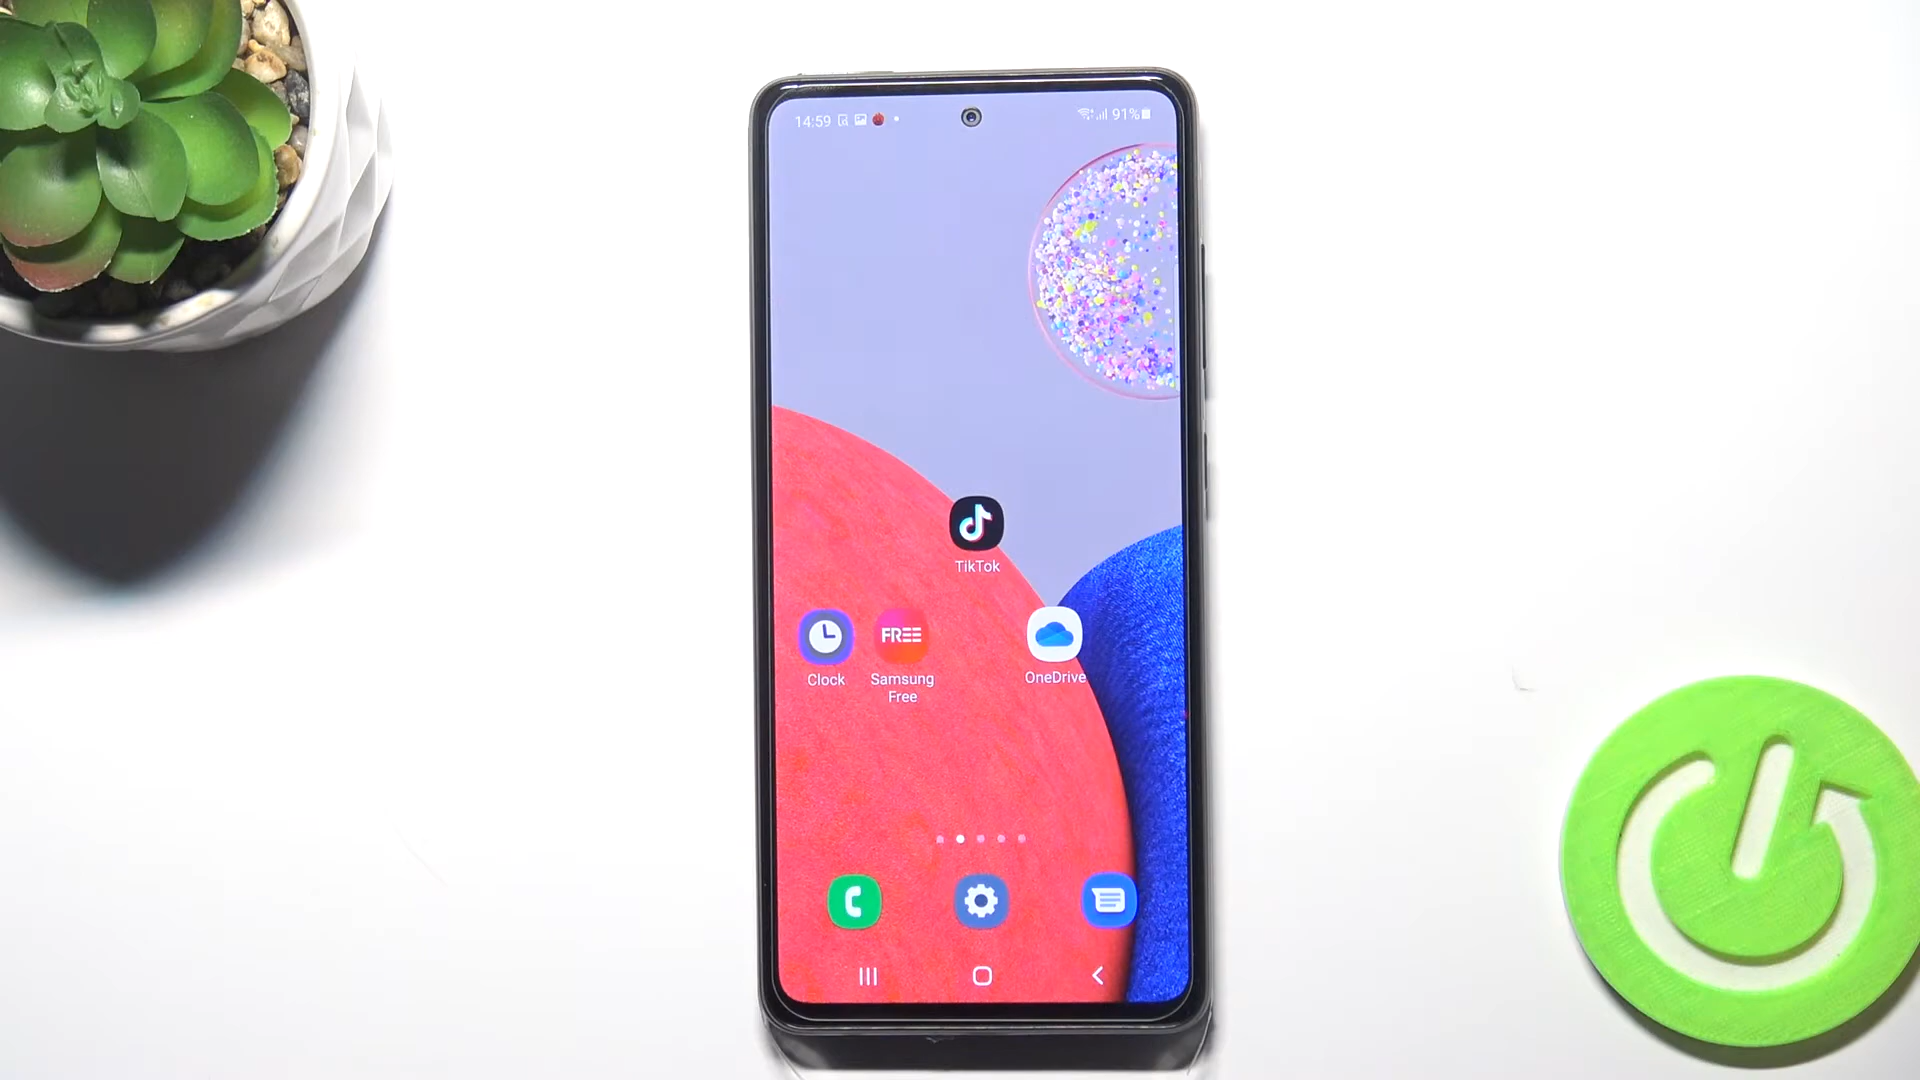 14:59
91%
TikTok
FREE
Clock
Samsung
Free
OneDrive